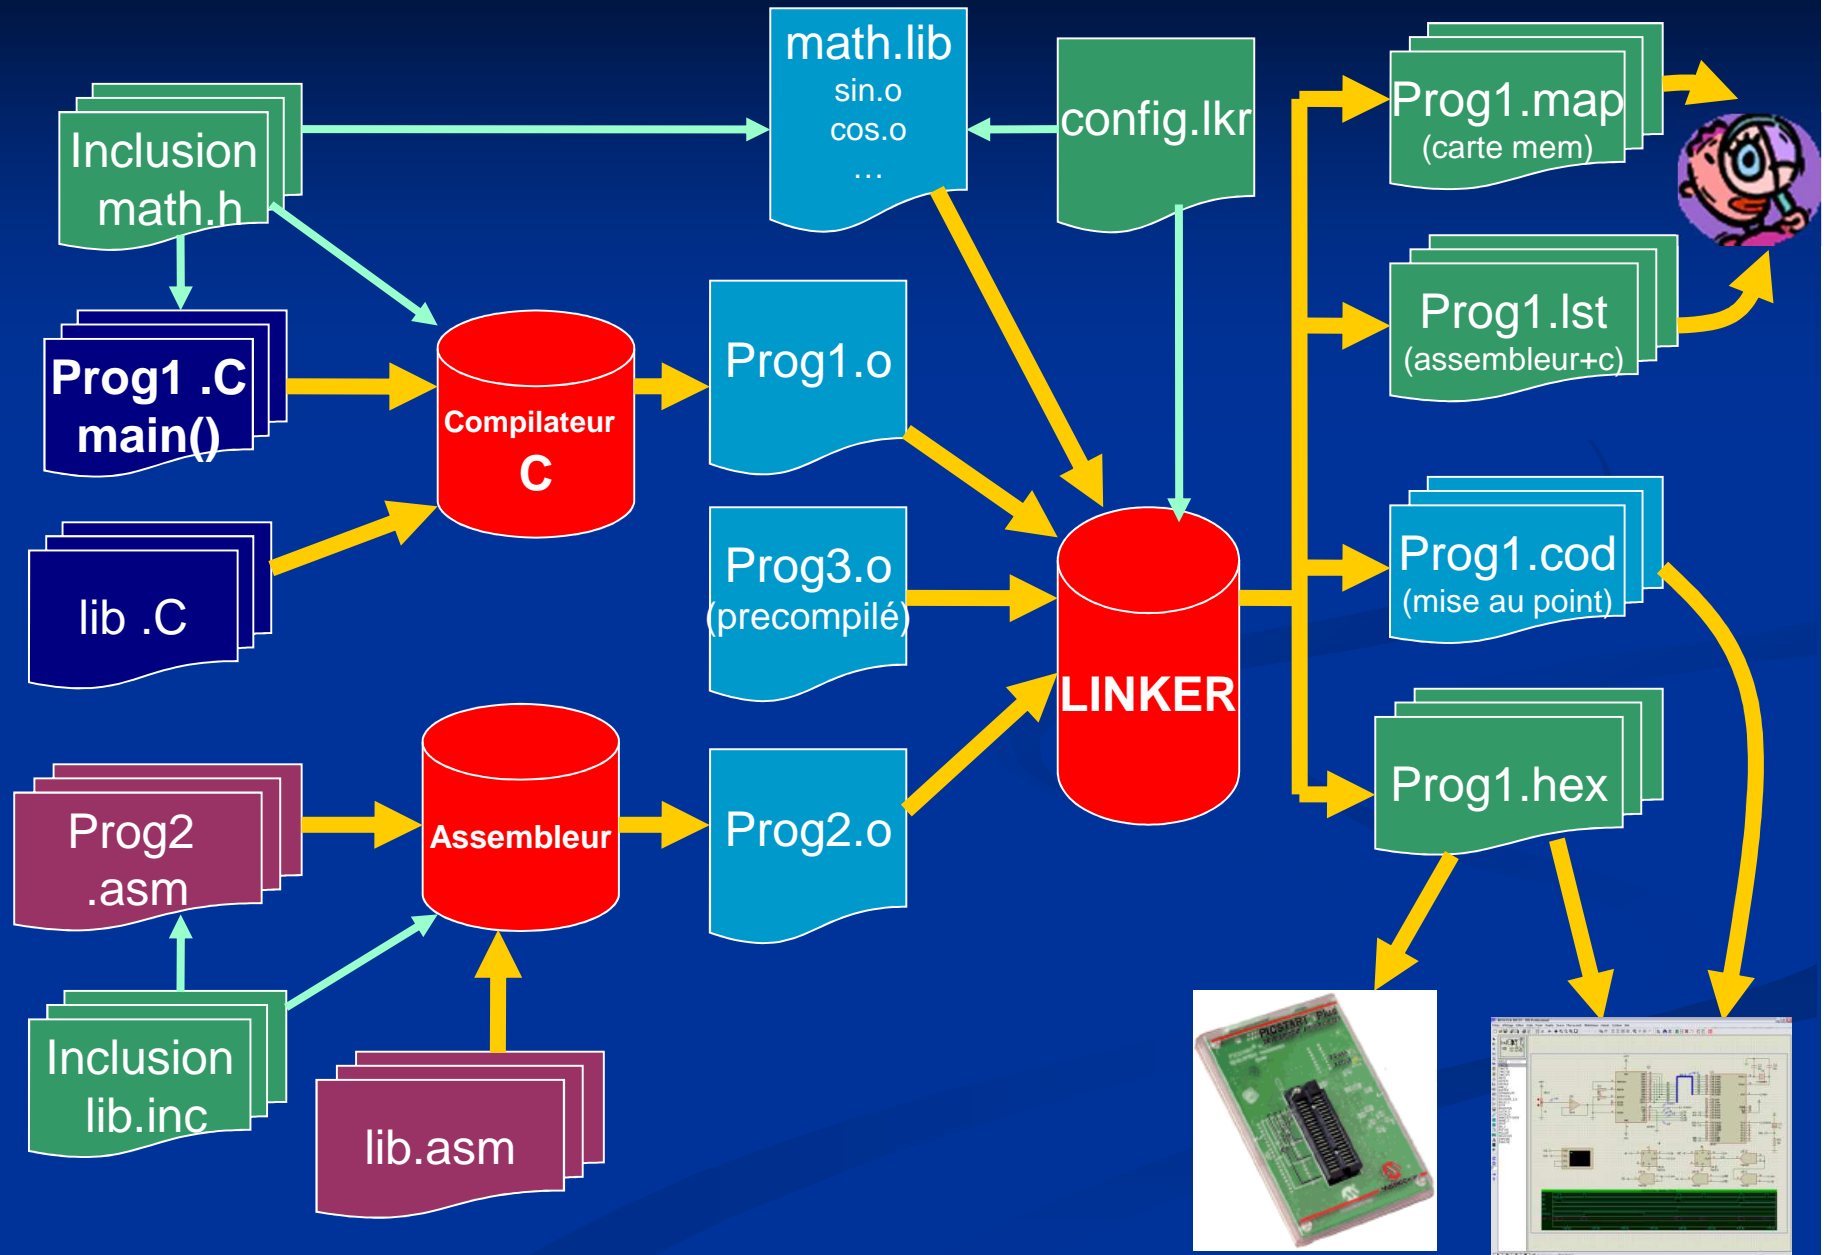 Inclusion
math.h
math.lib
sin.o
cos.o
…
config.lkr
Prog1.map
(carte mem)
Prog1 .C
main()
Compilateur
C
Prog1.o
Prog1.lst
(assembleur+c)
lib .C
Prog3.o
(precompilé)
LINKER
Prog1.cod
(mise au point)
Prog2
.asm
Assembleur
Prog2.o
Prog1.hex
Inclusion
lib.inc
lib.asm
PICSTART Plus